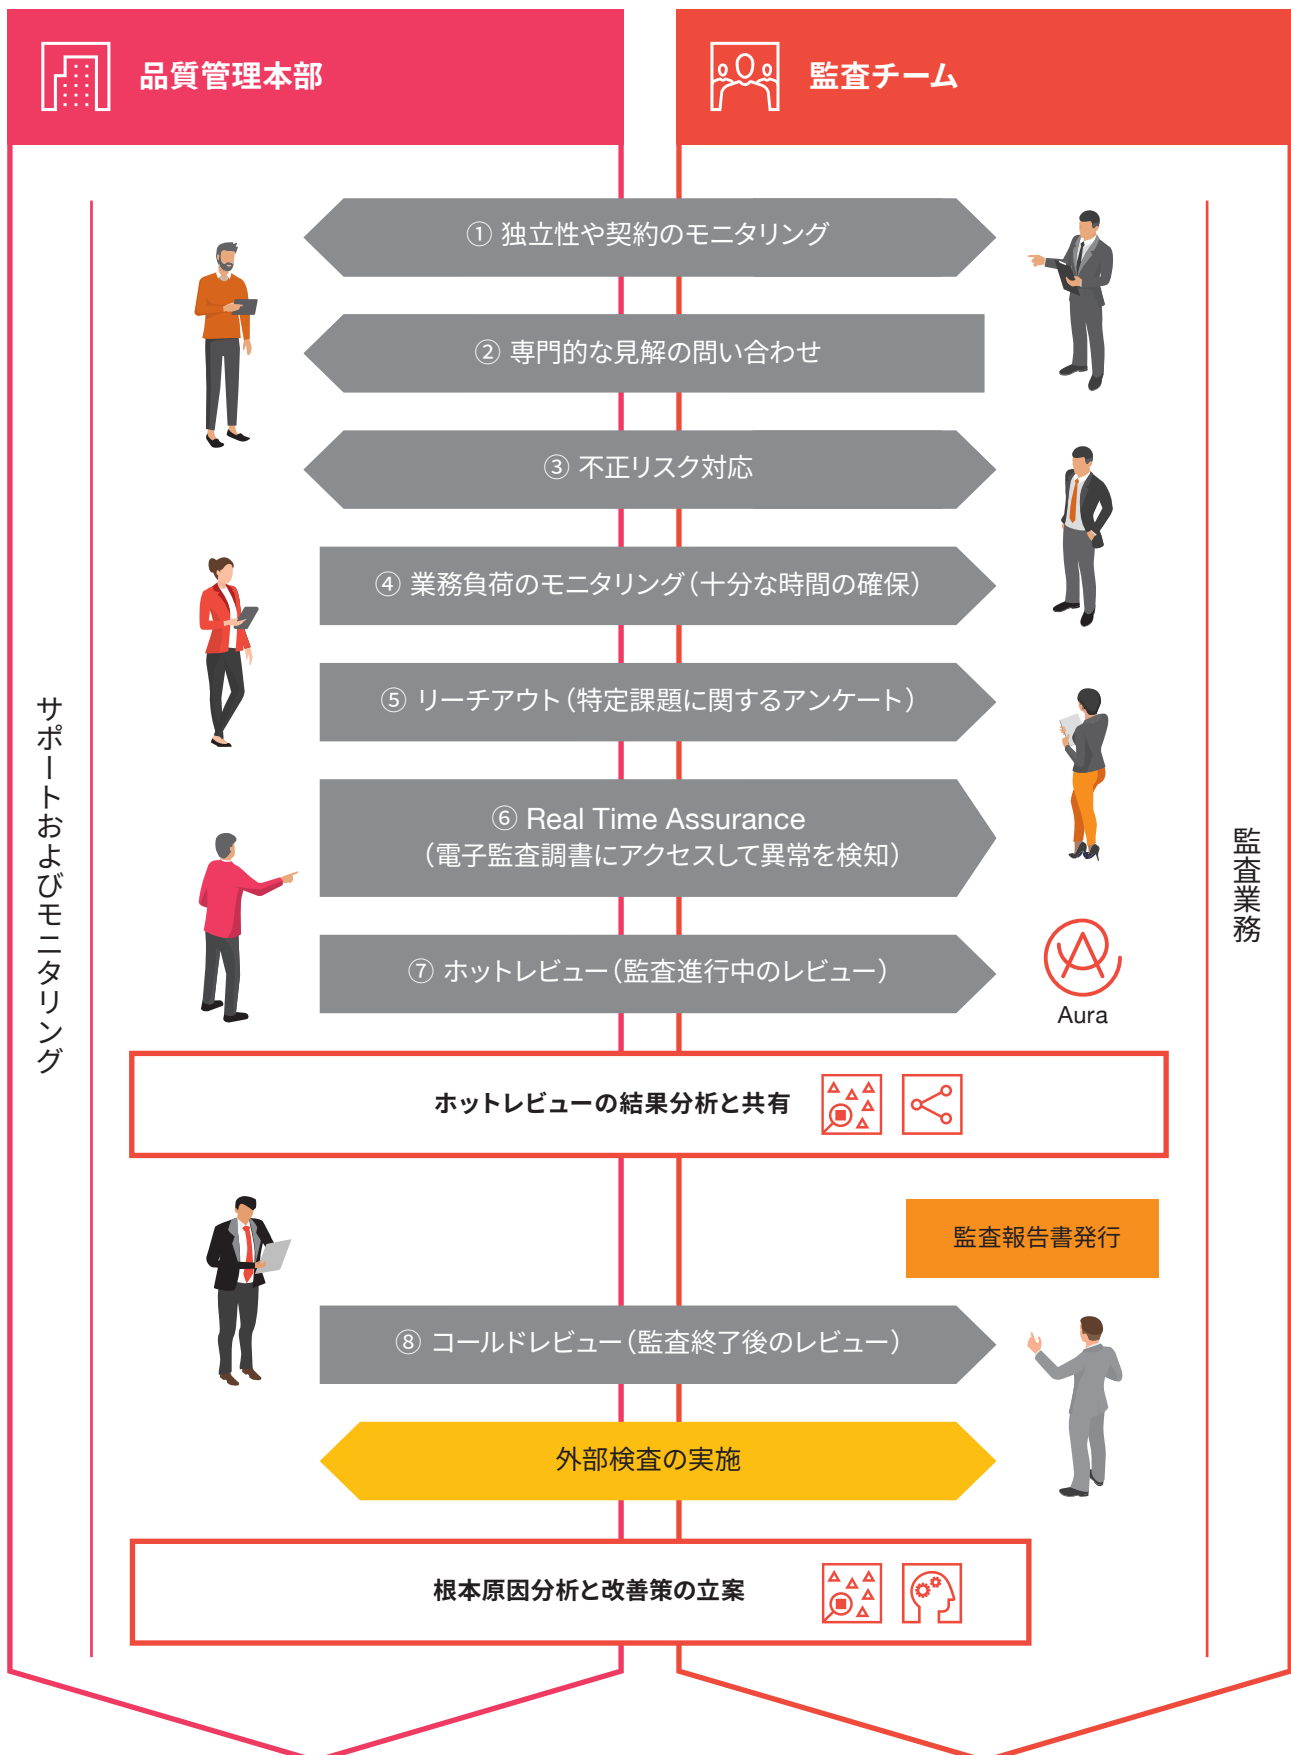 品質管理本部
監査チーム
① 独立性や契約のモニタリング
② 専門的な見解の問い合わせ
③ 不正リスク対応
④ 業務負荷のモニタリング（十分な時間の確保）
⑤ リーチアウト（特定課題に関するアンケート）
サポートおよびモニタリング
⑥ Real Time Assurance
（電子監査調書にアクセスして異常を検知）
監査業務
⑦ ホットレビュー（監査進行中のレビュー）
Aura
ホットレビューの結果分析と共有
監査報告書発行
⑧ コールドレビュー（監査終了後のレビュー）
外部検査の実施
根本原因分析と改善策の立案